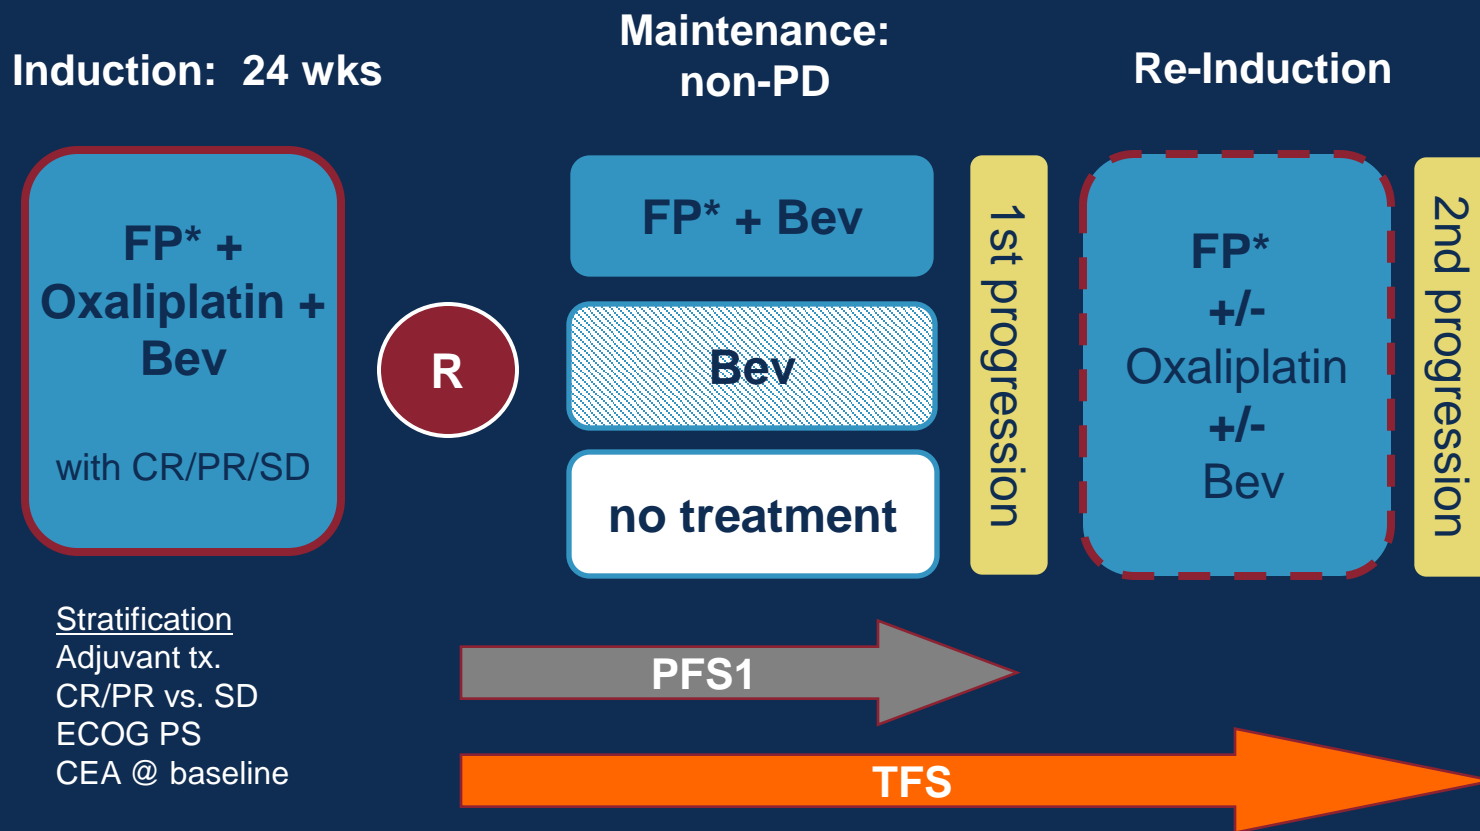 Induction:  24 wks
Maintenance:
non-PD
Re-Induction
FP* +
Oxaliplatin +
Bev
with CR/PR/SD
R
FP* + Bev
Bev
no treatment
1st progression
FP*
+/-
Oxaliplatin
+/-
Bev
2nd progression
Stratification
Adjuvant tx.
CR/PR vs. SD
ECOG PS
CEA @ baseline
PFS1
TFS